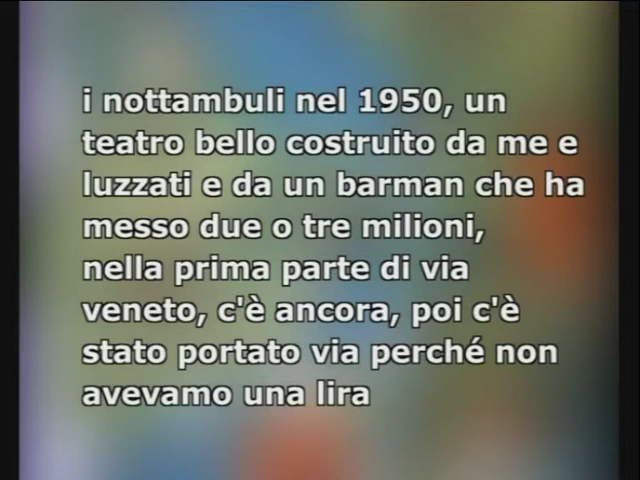 i nottambuli nel 1950, un
teatro bello costruito da me e
luzzati e da un barman che ha
messo due o tre milioni,
nella prima parte di via
veneto, c'è ancora, poi c'è
stato portato via perché non
avevamo una lira